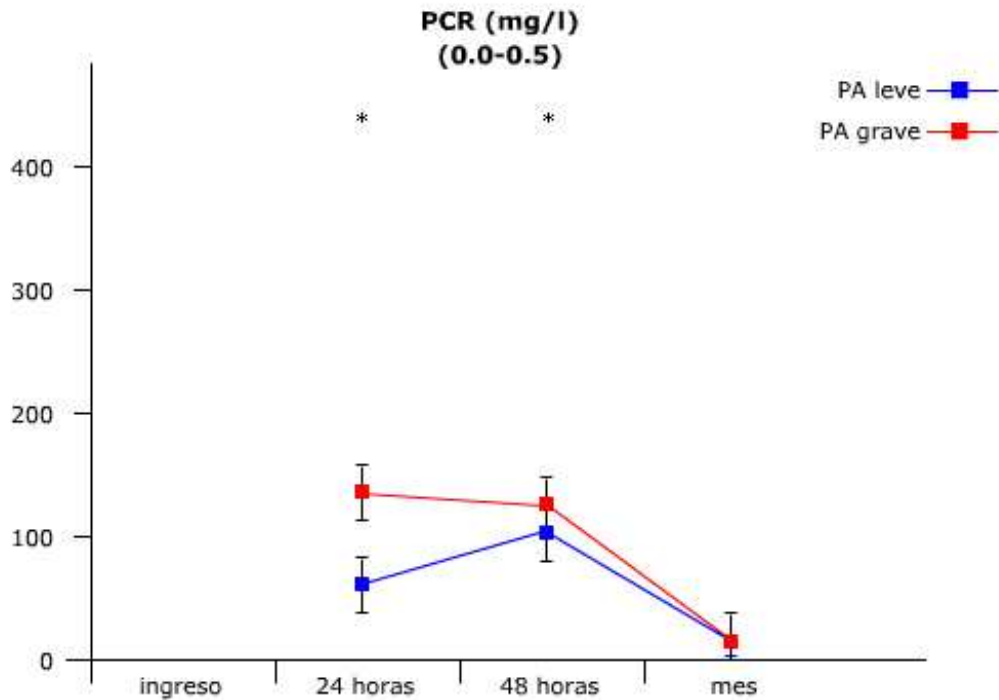 PCR (mg/l)
(0.0-0.5)
PA leve
PA grave
* *
400
300
200
100
0
ingreso 24 horas 48 horas mes